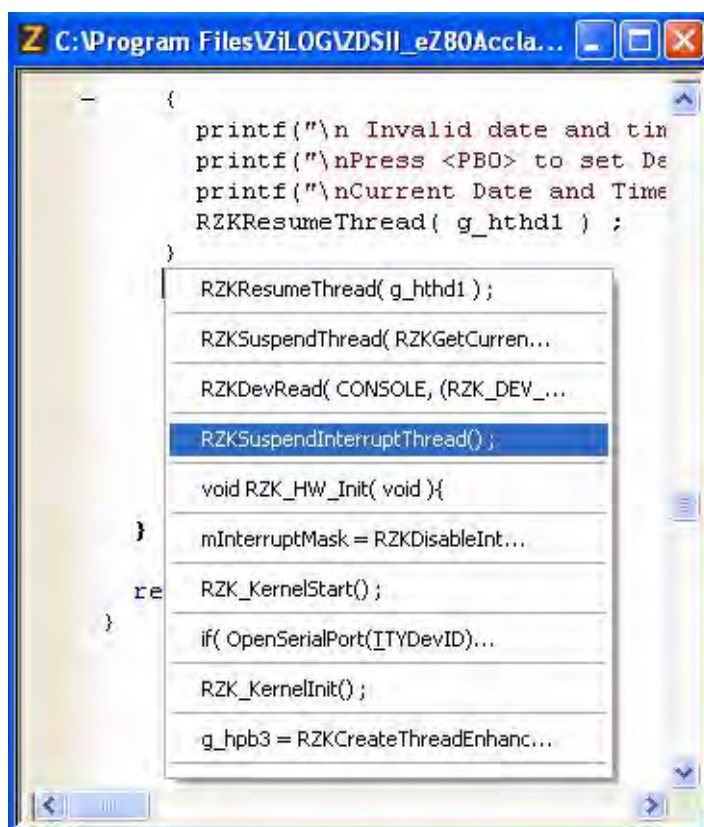 Z C:\Program Files\ZiLOG\ZDSII_eZ80Accla...
{
printf("\n Invalid date and tim
printf("\nPress <PB0> to set Da
printf("\nCurrent Date and Time
RZKResumeThread( g_hthd1 ) ;
}
RZKResumeThread( g_hthd1 ) ;
RZKSuspendThread( RZKGetCurren...
RZKDevRead( CONSOLE, (RZK_DEV_...
RZKSuspendInterruptThread() ;
void RZK_HW_Init( void ){
} mInterruptMask = RZKDisableInt...
re RZK_KernelStart() ;
} if( OpenSerialPort(TTYDevID)...
RZK_KernelInit() ;
g_hpb3 = RZKCreateThreadEnhanc...